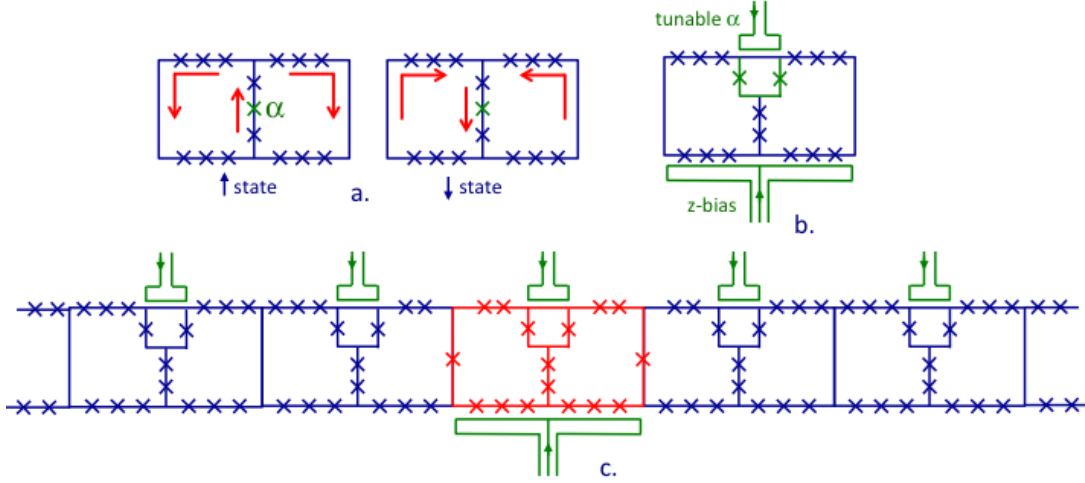 tunable α
α
↑ state
↓ state
a.
z-bias
b.
c.